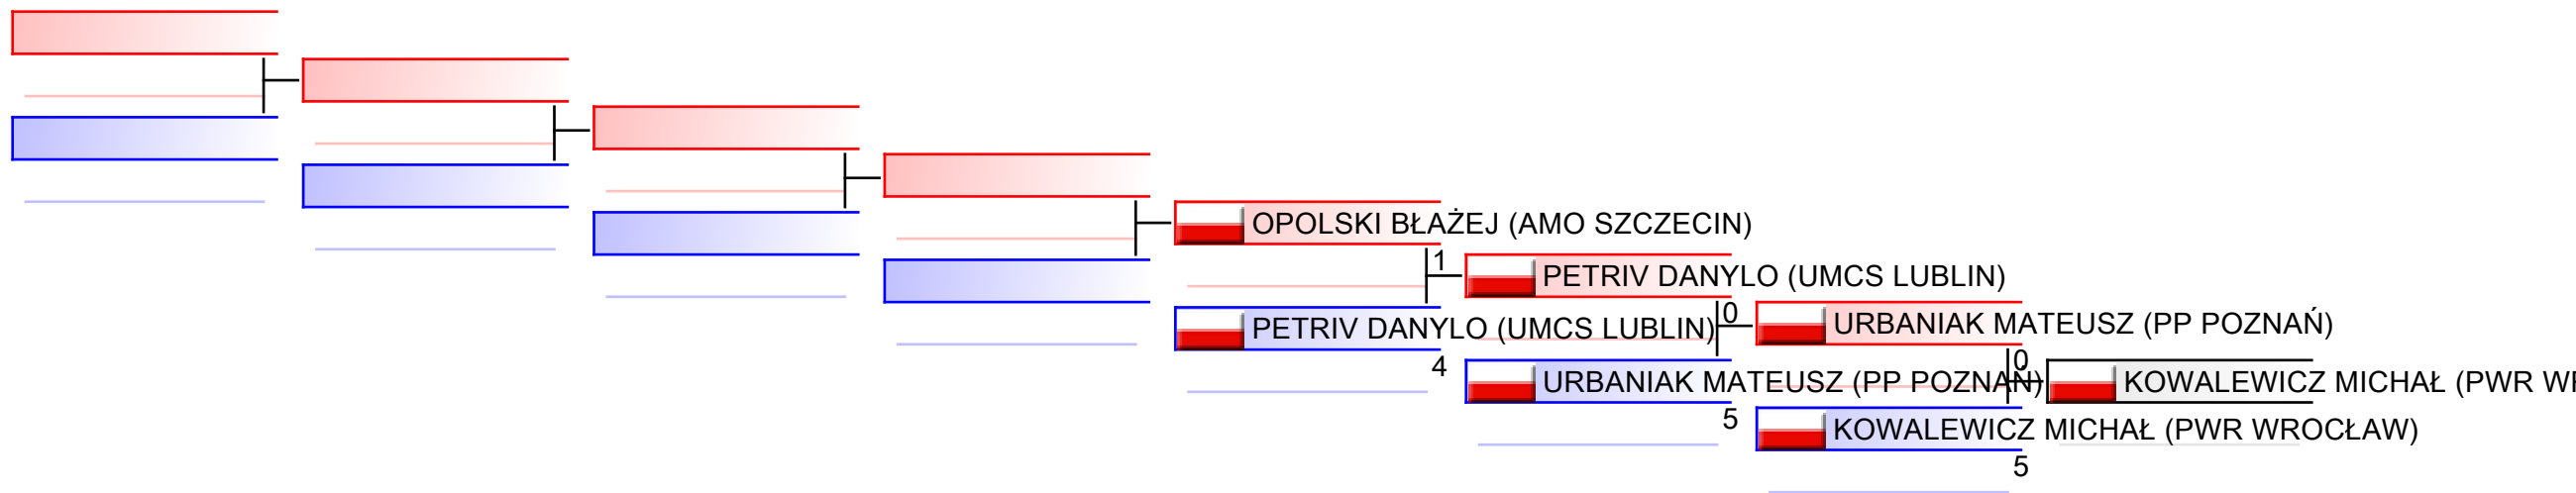 OPOLSKI BŁAŻEJ (AMO SZCZECIN)
1
PETRIV DANYLO (UMCS LUBLIN)
4
PETRIV DANYLO (UMCS LUBLIN)
0
URBANIAK MATEUSZ (PP POZNAŃ)
5
URBANIAK MATEUSZ (PP POZNAŃ)
0
KOWALEWICZ MICHAŁ (PWR WROCŁAW)
5
KOWALEWICZ MICHAŁ (PWR WR